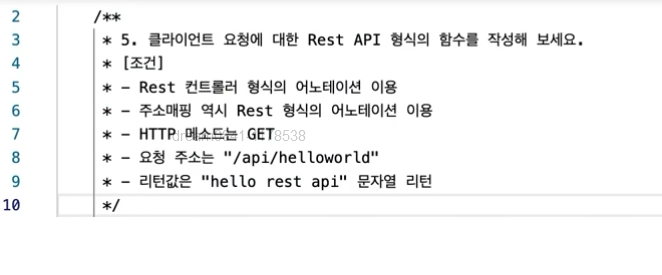 2 /**
3 * 5. 클라이언트 요청에 대한 Rest API 형식의 함수를 작성해 보세요.
4 * [조건]
5 * - Rest 컨트롤러 형식의 어노테이션 이용
6 * - 주소매핑 역시 Rest 형식의 어노테이션 이용
7 * - HTTP 메소드는 GET
8 * - 요청 주소는 "/api/helloworld"
9 * - 리턴값은 "hello rest api" 문자열 리턴
10 */